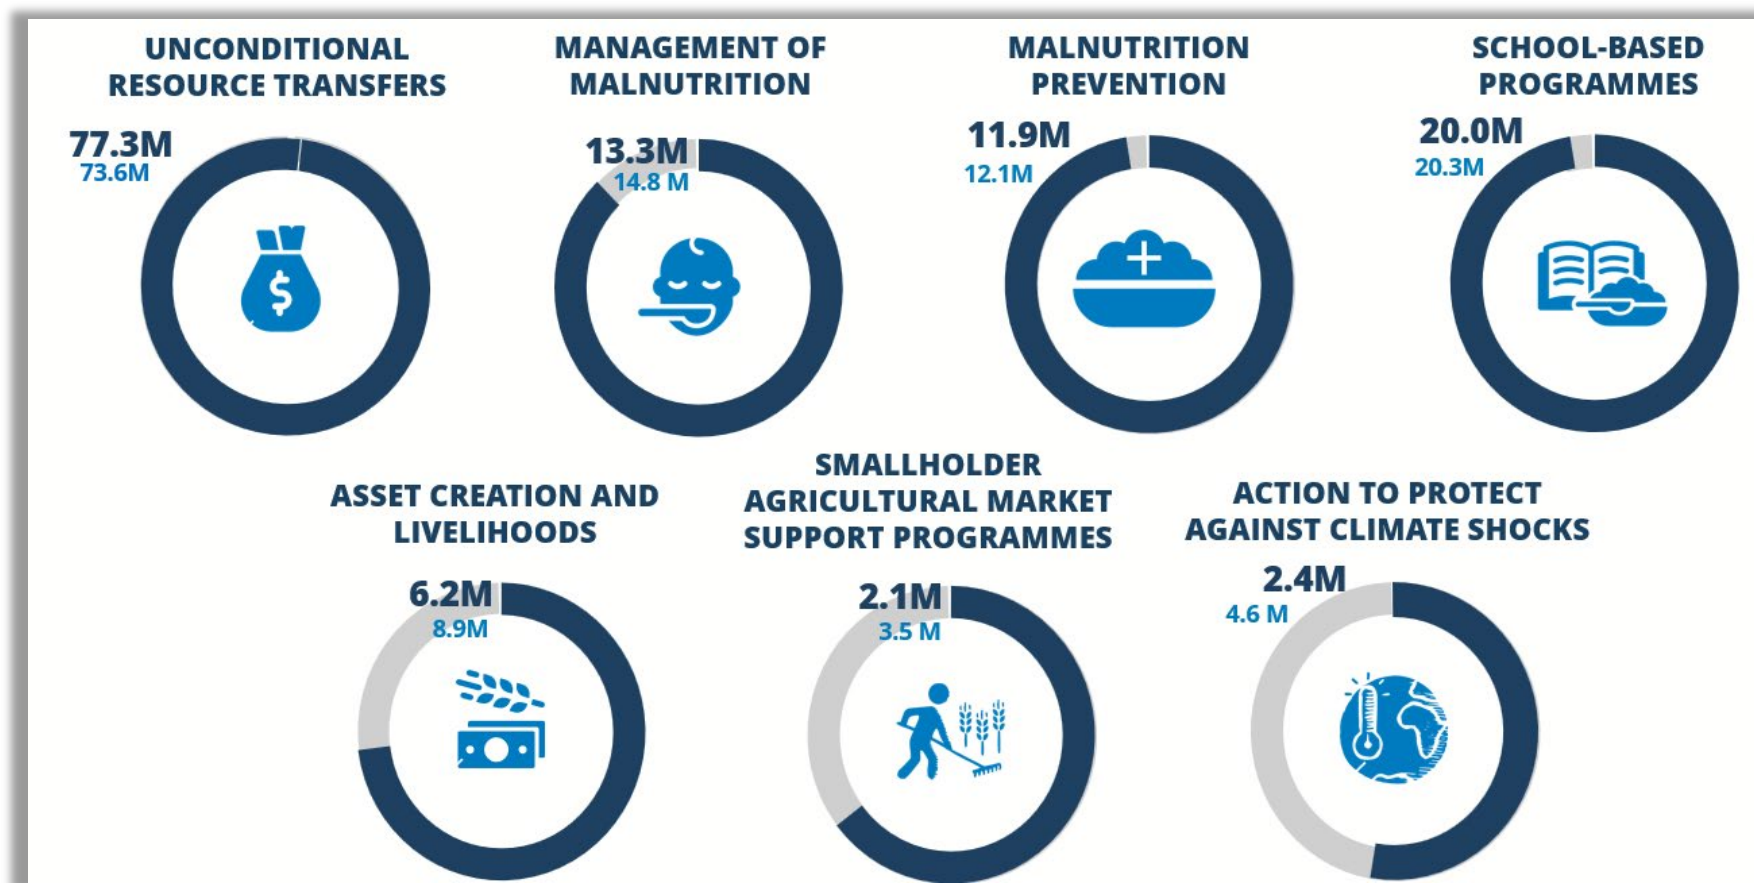 UNCONDITIONAL
RESOURCE TRANSFERS
77.3M
73.6M
$
MANAGEMENT OF
MALNUTRITION
13.3M
14.8 M
MALNUTRITION
PREVENTION
11.9M
12.1M
SCHOOL-BASED
PROGRAMMES
20.0M
20.3M
ASSET CREATION AND
LIVELIHOODS
6.2M
8.9M
SMALLHOLDER
AGRICULTURAL MARKET
SUPPORT PROGRAMMES
2.1M
3.5 M
ACTION TO PROTECT
AGAINST CLIMATE SHOCKS
2.4M
4.6 M